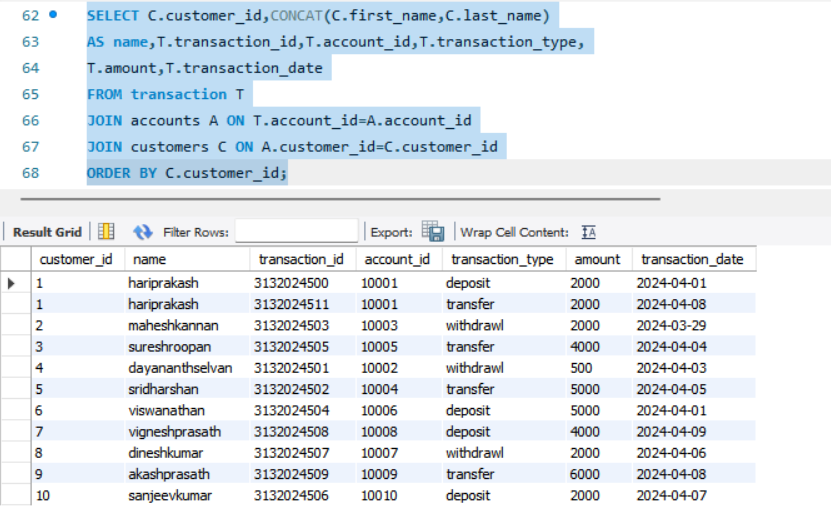 62 SELECT C.customer_id,CONCAT(C.first_name,C.last_name)
63 AS name,T.transaction_id,T.account_id,T.transaction_type,
64 T.amount,T.transaction_date
65 FROM transaction T
66 JOIN accounts A ON T.account_id=A.account_id
67 JOIN customers C ON A.customer_id=C.customer_id
68 ORDER BY C.customer_id;
Result Grid Filter Rows: Export: Wrap Cell Content: IA
customer_id name transaction_id account_id transaction_type amount transaction_date
1 hariprakash 3132024500 10001 deposit 2000 2024-04-01
1 hariprakash 3132024511 10001 transfer 2000 2024-04-08
2 maheshkannan 3132024503 10003 withdrawl 2000 2024-03-29
3 sureshroopan 3132024505 10005 transfer 4000 2024-04-04
4 dayananthselvan 3132024501 10002 withdrawl 500 2024-04-03
5 sridharshan 3132024502 10004 transfer 5000 2024-04-05
6 viswanathan 3132024504 10006 deposit 5000 2024-04-01
7 vigneshprasath 3132024508 10008 deposit 4000 2024-04-09
8 dineshkumar 3132024507 10007 withdrawl 2000 2024-04-06
9 akashprasath 3132024509 10009 transfer 6000 2024-04-08
10 sanjeevkumar 3132024506 10010 deposit 2000 2024-04-07